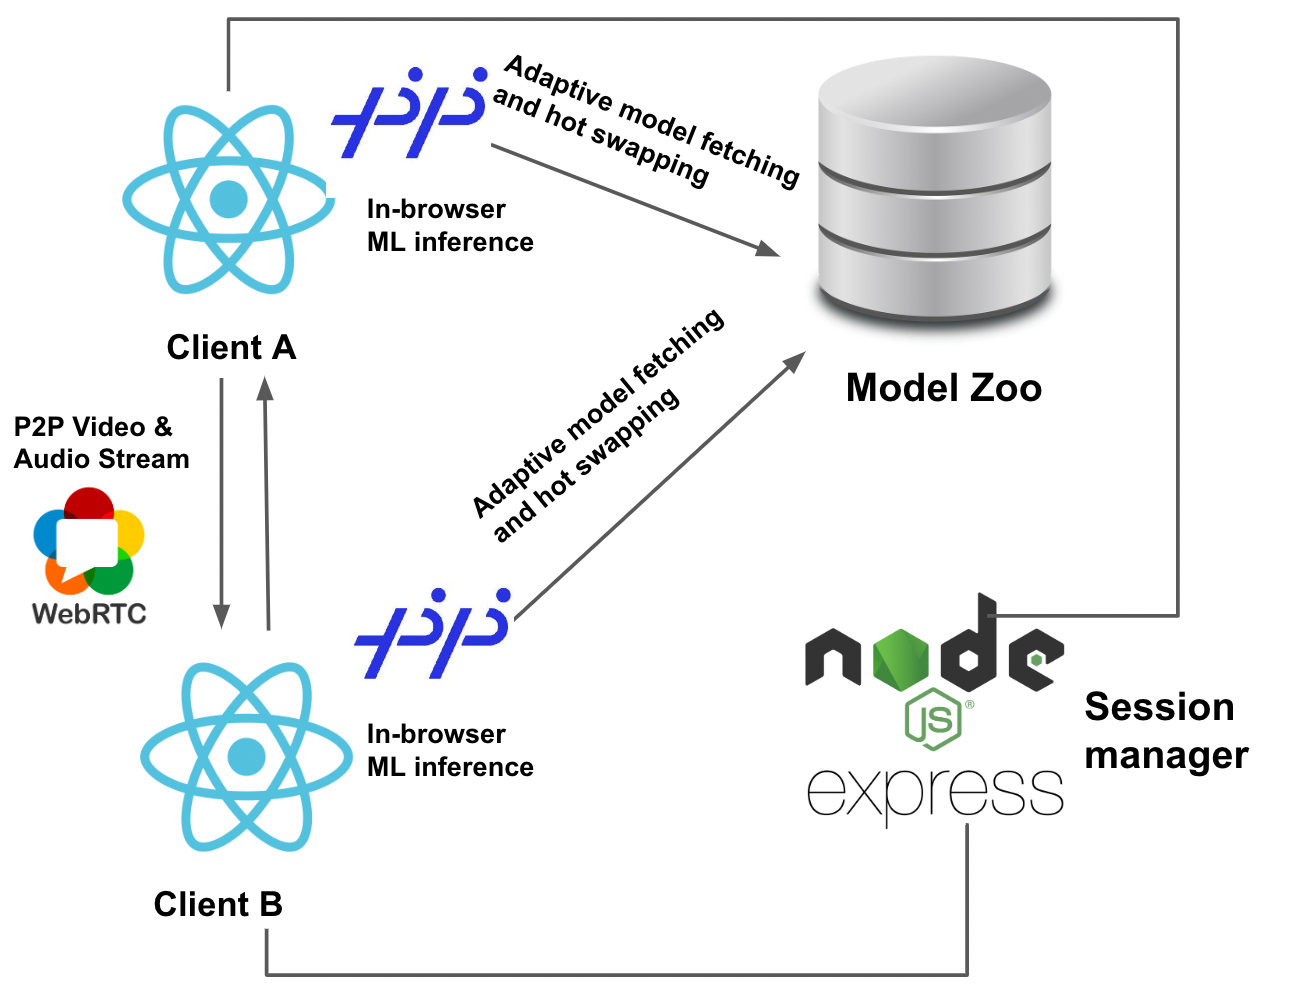 Adaptive model fetching
and hot swapping
In-browser
ML inference
Client A
Model Zoo
P2P Video &
Audio Stream
WebRTC
Adaptive model fetching
and hot swapping
In-browser
ML inference
Client B
node
JS®
express
Session
manager